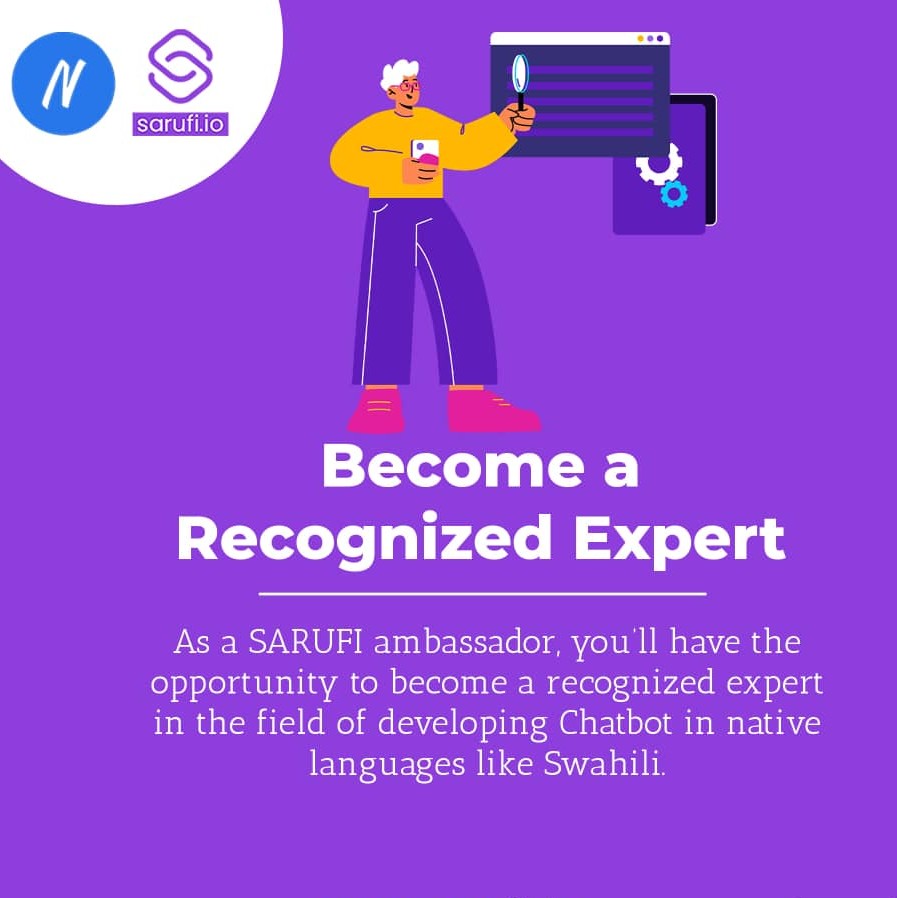 N
sarufi.io
Become a
Recognized Expert
As a SARUFI ambassador, you'll have the
opportunity to become a recognized expert
in the field of developing Chatbot in native
languages like Swahili.